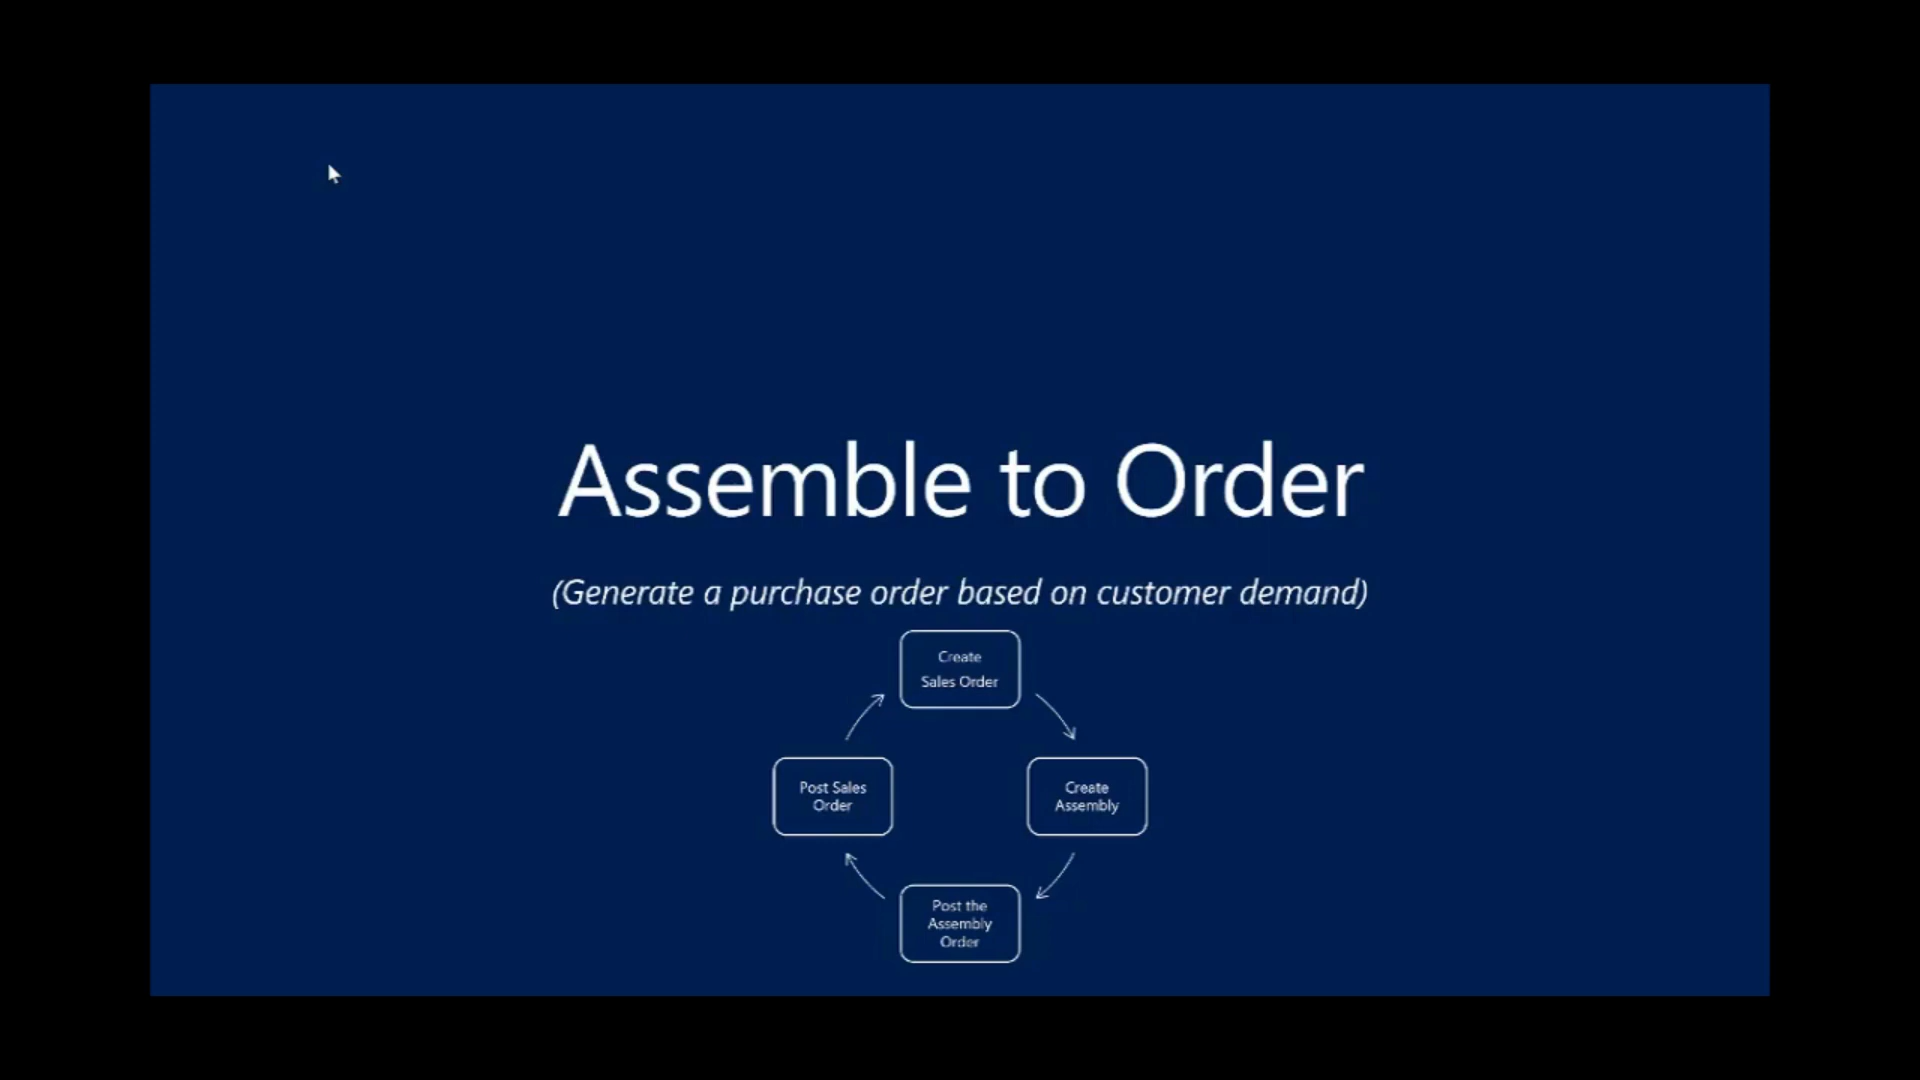 Assemble to Order
(Generate a purchase order based on customer demand)
Create
Sales Order
Post Sales
Order
Create
Assembly
Post the
Assembly
Order